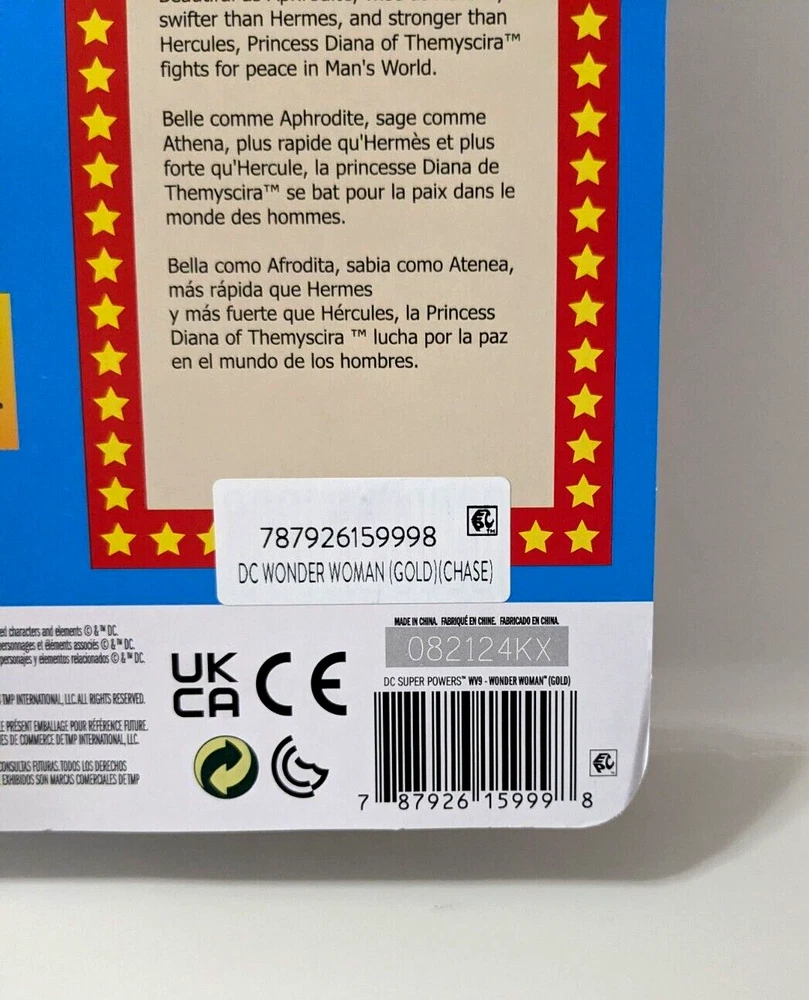 swifter than Hermes, and stronger than
Hercules, Princess Diana of Themyscira™
fights for peace in Man's World.
Belle comme Aphrodite, sage comme
Athena, plus rapide qu'Hermès et plus
forte qu'Hercule, la princesse Diana de
Themyscira™ se bat pour la paix dans le
monde des hommes.
Bella como Afrodita, sabia como Atenea,
más rápida que Hermes
y más fuerte que Hércules, la Princess
Diana of Themyscira ™ lucha por la paz
en el mundo de los hombres.
787926159998
DC WONDER WOMAN (GOLD)(CHASE)
ed characters and elements © & ™ DC.
personnages et éléments associés © & ™ DC.
personajes y elementos relacionados © & ™ DC.
TMP INTERNATIONAL, LLC. ALL RIGHTS RESERVED.
LE PRÉSENT EMBALLAGE POUR RÉFÉRENCE FUTURE.
ES DE COMMERCE DE TMP INTERNATIONAL, LLC.
CONSULTAS FUTURAS. TODOS LOS DERECHOS
EXHIBIDOS SON MARCAS COMERCIALES DE TMP
UK
CA
CE
MADE IN CHINA. FABRIQUÉ EN CHINE. FABRICADO EN CHINA.
082124KX
DC SUPER POWERS™ WV9 - WONDER WOMAN™ (GOLD)
7 87926 15999 8